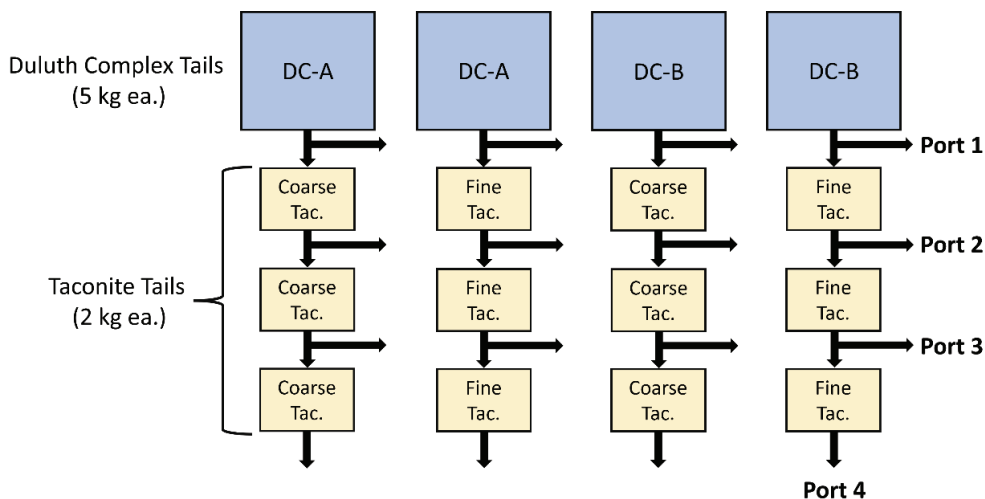 Duluth Complex Tails
(5 kg ea.)
DC-A
DC-A
DC-B
DC-B
Port 1
Coarse
Tac.
Fine
Tac.
Coarse
Tac.
Fine
Tac.
Port 2
Taconite Tails
(2 kg ea.)
Coarse
Tac.
Fine
Tac.
Coarse
Tac.
Fine
Tac.
Port 3
Coarse
Tac.
Fine
Tac.
Coarse
Tac.
Fine
Tac.
Port 4